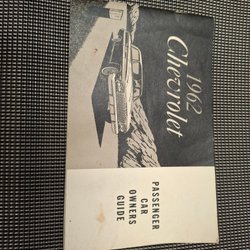 1962
Chevrolet
PASSENGER
CAR
OWNERS
GUIDE